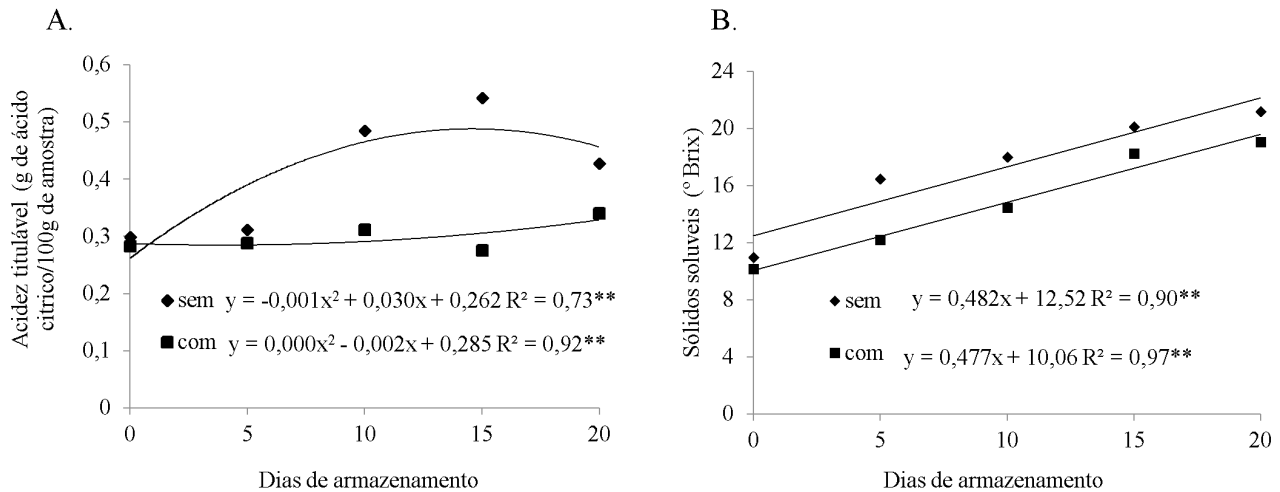 A.
Acidez titulável (g de ácido
citrico/100g de amostra)
0,6
0,5
0,4
0,3
0,2
0,1
0
sem y = -0,001x² + 0,030x + 0,262 R² = 0,73**
com y = 0,000x² - 0,002x + 0,285 R² = 0,92**
0 5 10 15 20
Dias de armazenamento
B.
Sólidos soluveis (º Brix)
24
20
16
12
8
4
0
sem y = 0,482x + 12,52 R² = 0,90**
com y = 0,477x + 10,06 R² = 0,97**
0 5 10 15 20
Dias de armazenamento